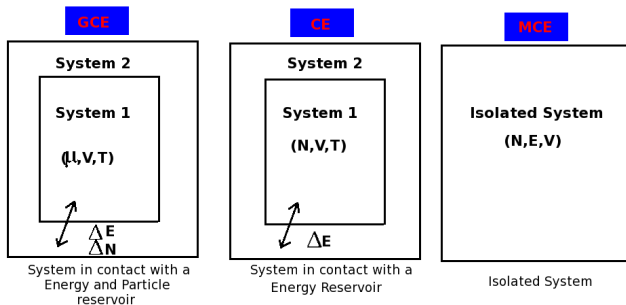 GCE
System 2
System 1
(μ,V,T)
ΔE
ΔN
System in contact with a
Energy and Particle
reservoir
CE
System 2
System 1
(N,V,T)
ΔE
System in contact with a
Energy Reservoir
MCE
Isolated System
(N,E,V)
Isolated System